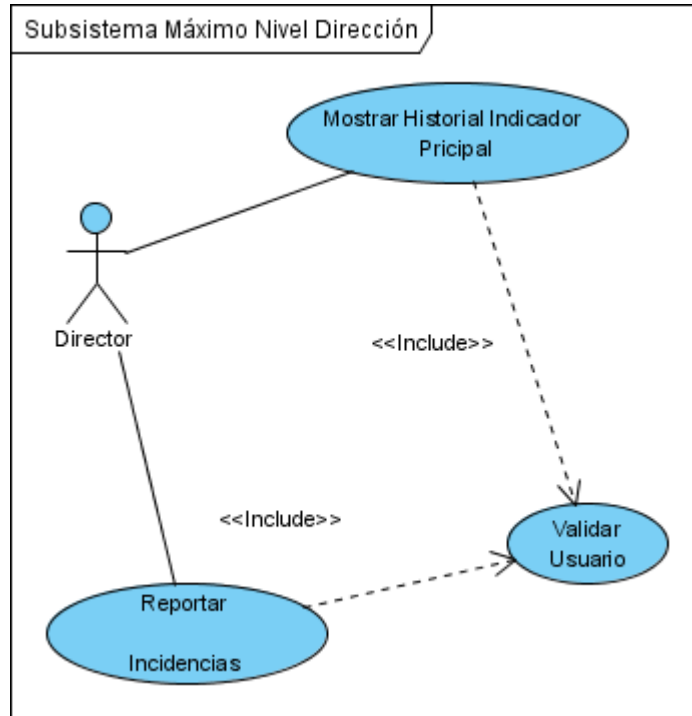 Subsistema Máximo Nivel Dirección
Mostrar Historial Indicador
Pricipal
Director
<<Include>>
<<Include>>
Validar
Usuario
Reportar
Incidencias